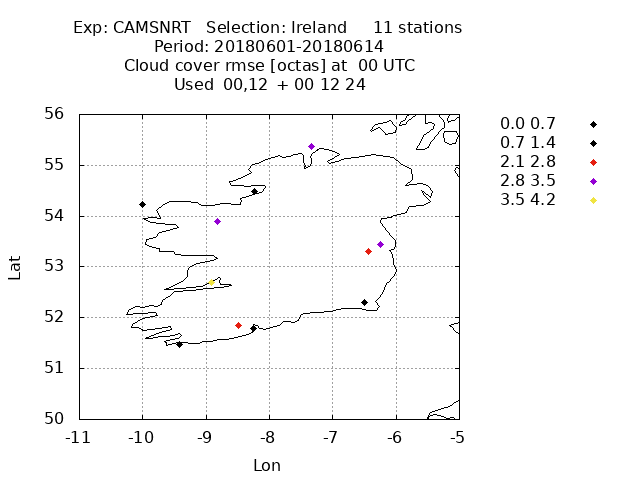 Exp: CAMSNRT   Selection: Ireland     11 stations
Period: 20180601-20180614
Cloud cover rmse [octas] at  00 UTC
Used  00,12  + 00 12 24
0.0 0.7
0.7 1.4
2.1 2.8
2.8 3.5
3.5 4.2
56
55
54
53
52
51
50
Lat
-11 -10 -9 -8 -7 -6 -5
Lon